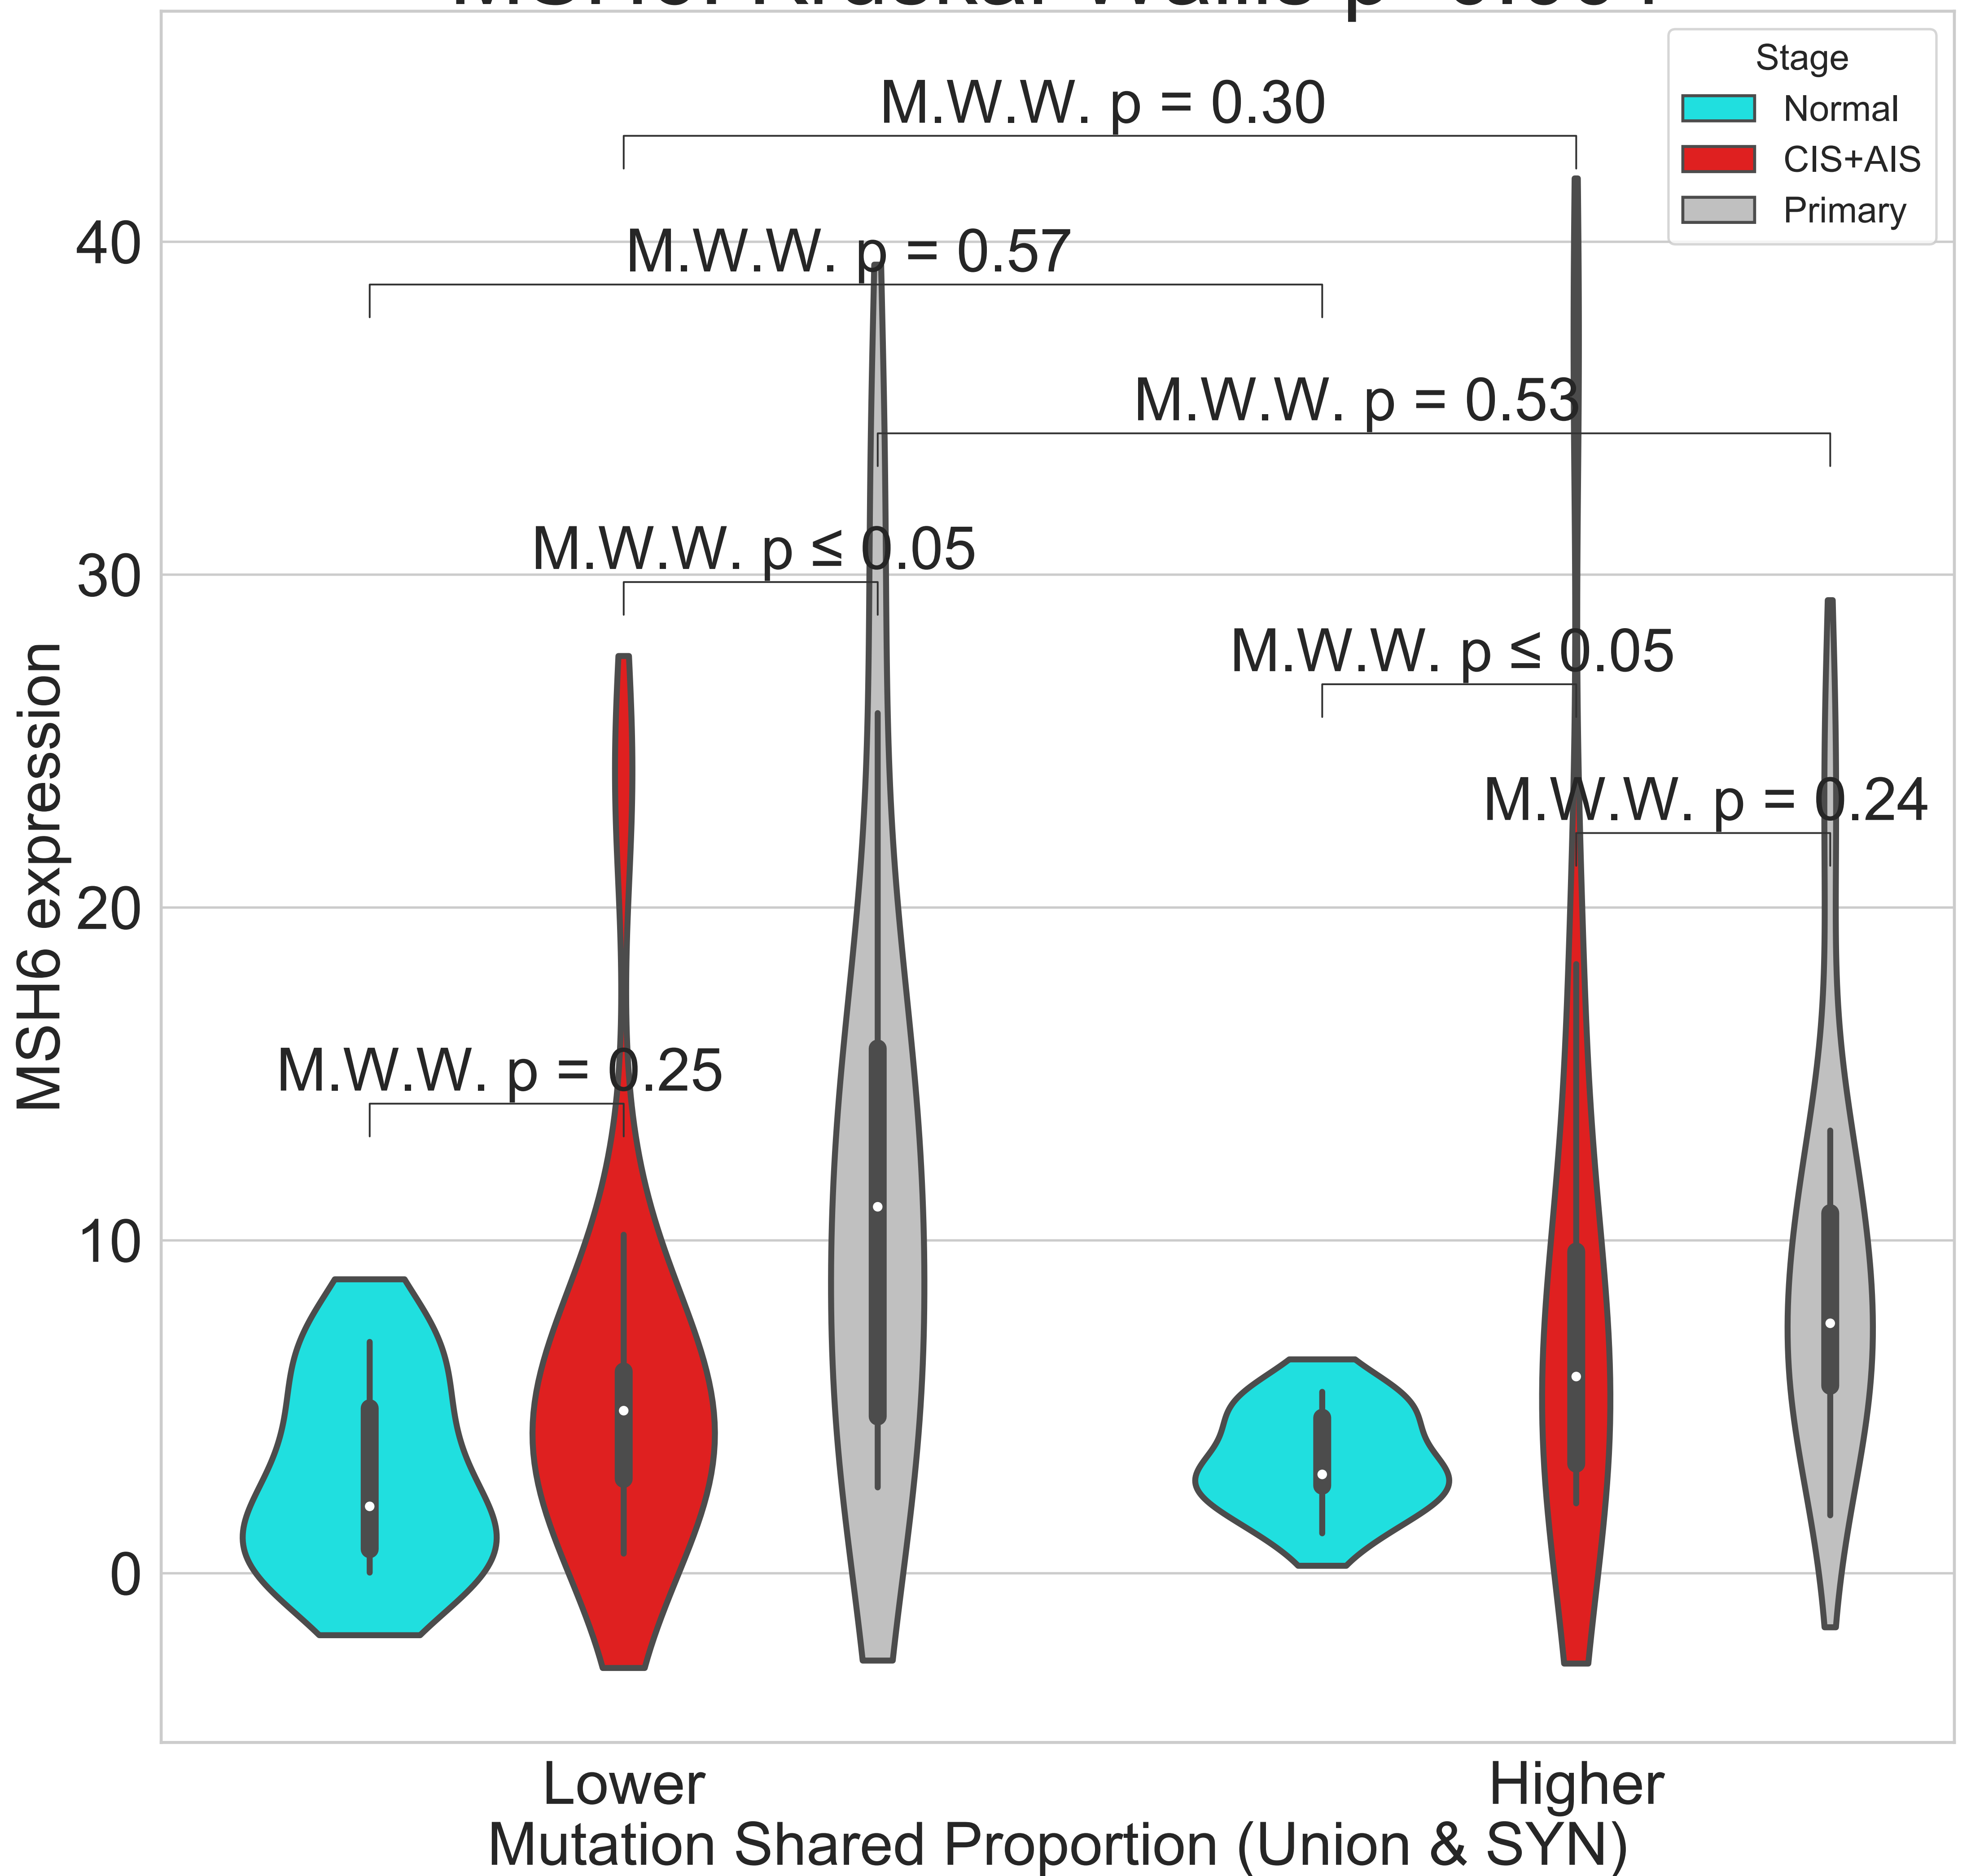 Stage
Normal
CIS+AIS
Primary
M.W.W. p = 0.30
M.W.W. p = 0.57
M.W.W. p = 0.53
M.W.W. p ≤ 0.05
M.W.W. p ≤ 0.05
M.W.W. p = 0.24
M.W.W. p = 0.25
MSH6 expression
40
30
20
10
0
Lower
Higher
Mutation Shared Proportion (Union & SYN)